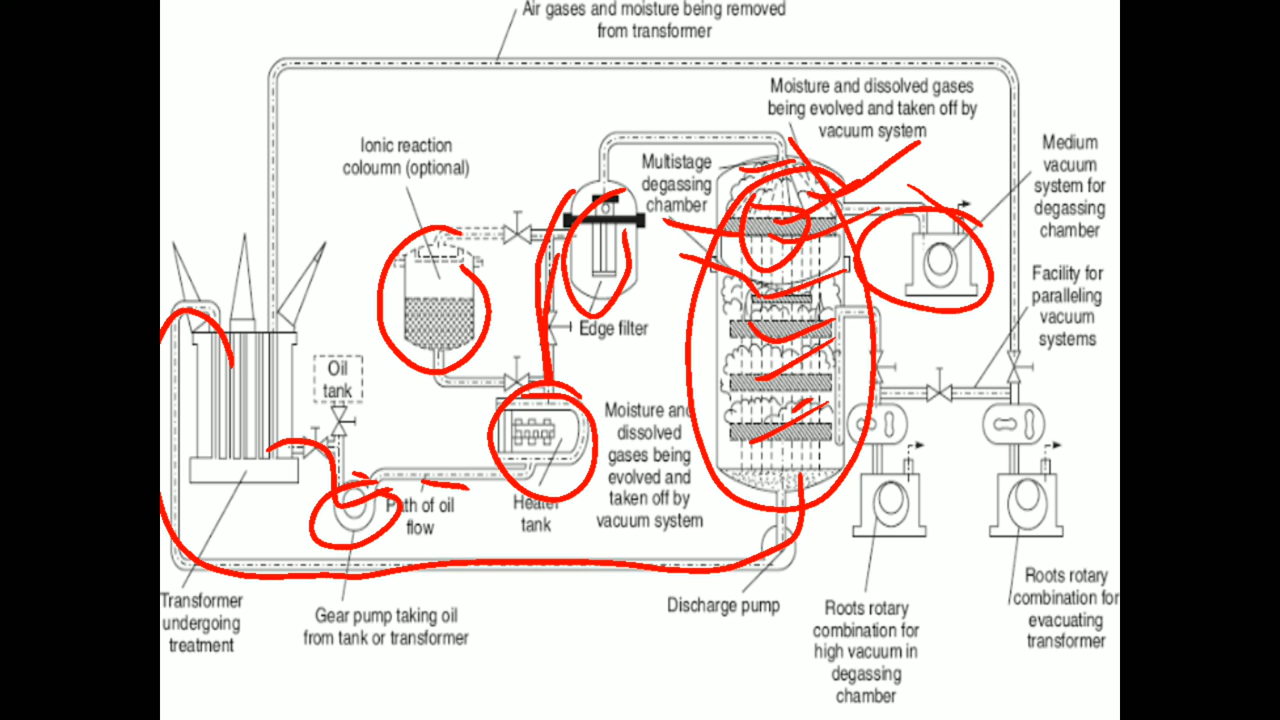 Air gases and moisture being removed
from transformer
Moisture and dissolved gases
being evolved and taken off by
vacuum system
Ionic reaction
coloumn (optional)
Multistage
degassing
chamber
Medium
vacuum
system for
degassing
chamber
Facility for
paralleling
vacuum
systems
Edge filter
Oil
tank
Moisture and
dissolved
gases being
evolved and
taken off by
vacuum system
Path of oil
flow
Heater
tank
Transformer
undergoing
treatment
Gear pump taking oil
from tank or transformer
Discharge pump
Roots rotary
combination for
high vacuum in
degassing
chamber
Roots rotary
combination for
evacuating
transformer